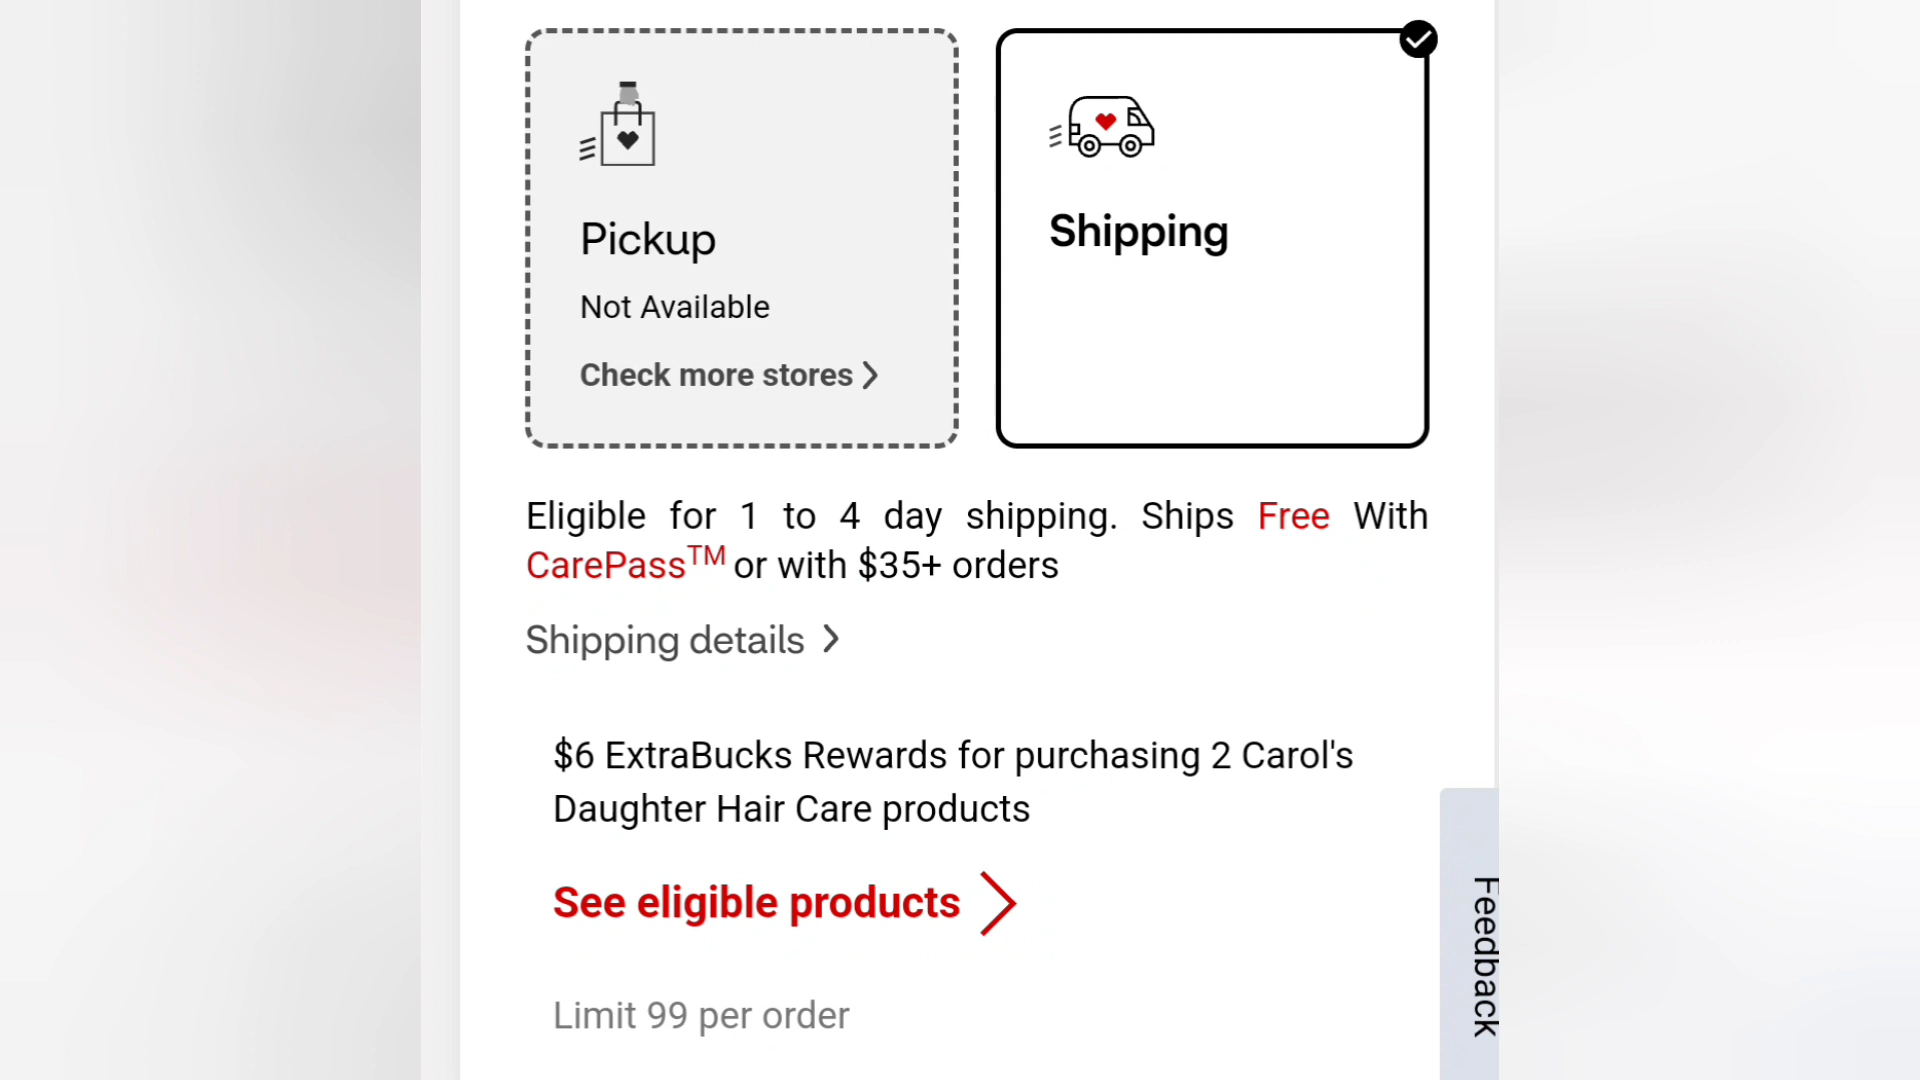 Pickup
Not Available
Check more stores
Shipping
Eligible for 1 to 4 day shipping. Ships Free With
CarePass™ or with $35+ orders
Shipping details
$6 ExtraBucks Rewards for purchasing 2 Carol's
Daughter Hair Care products
See eligible products
Limit 99 per order
Feedback